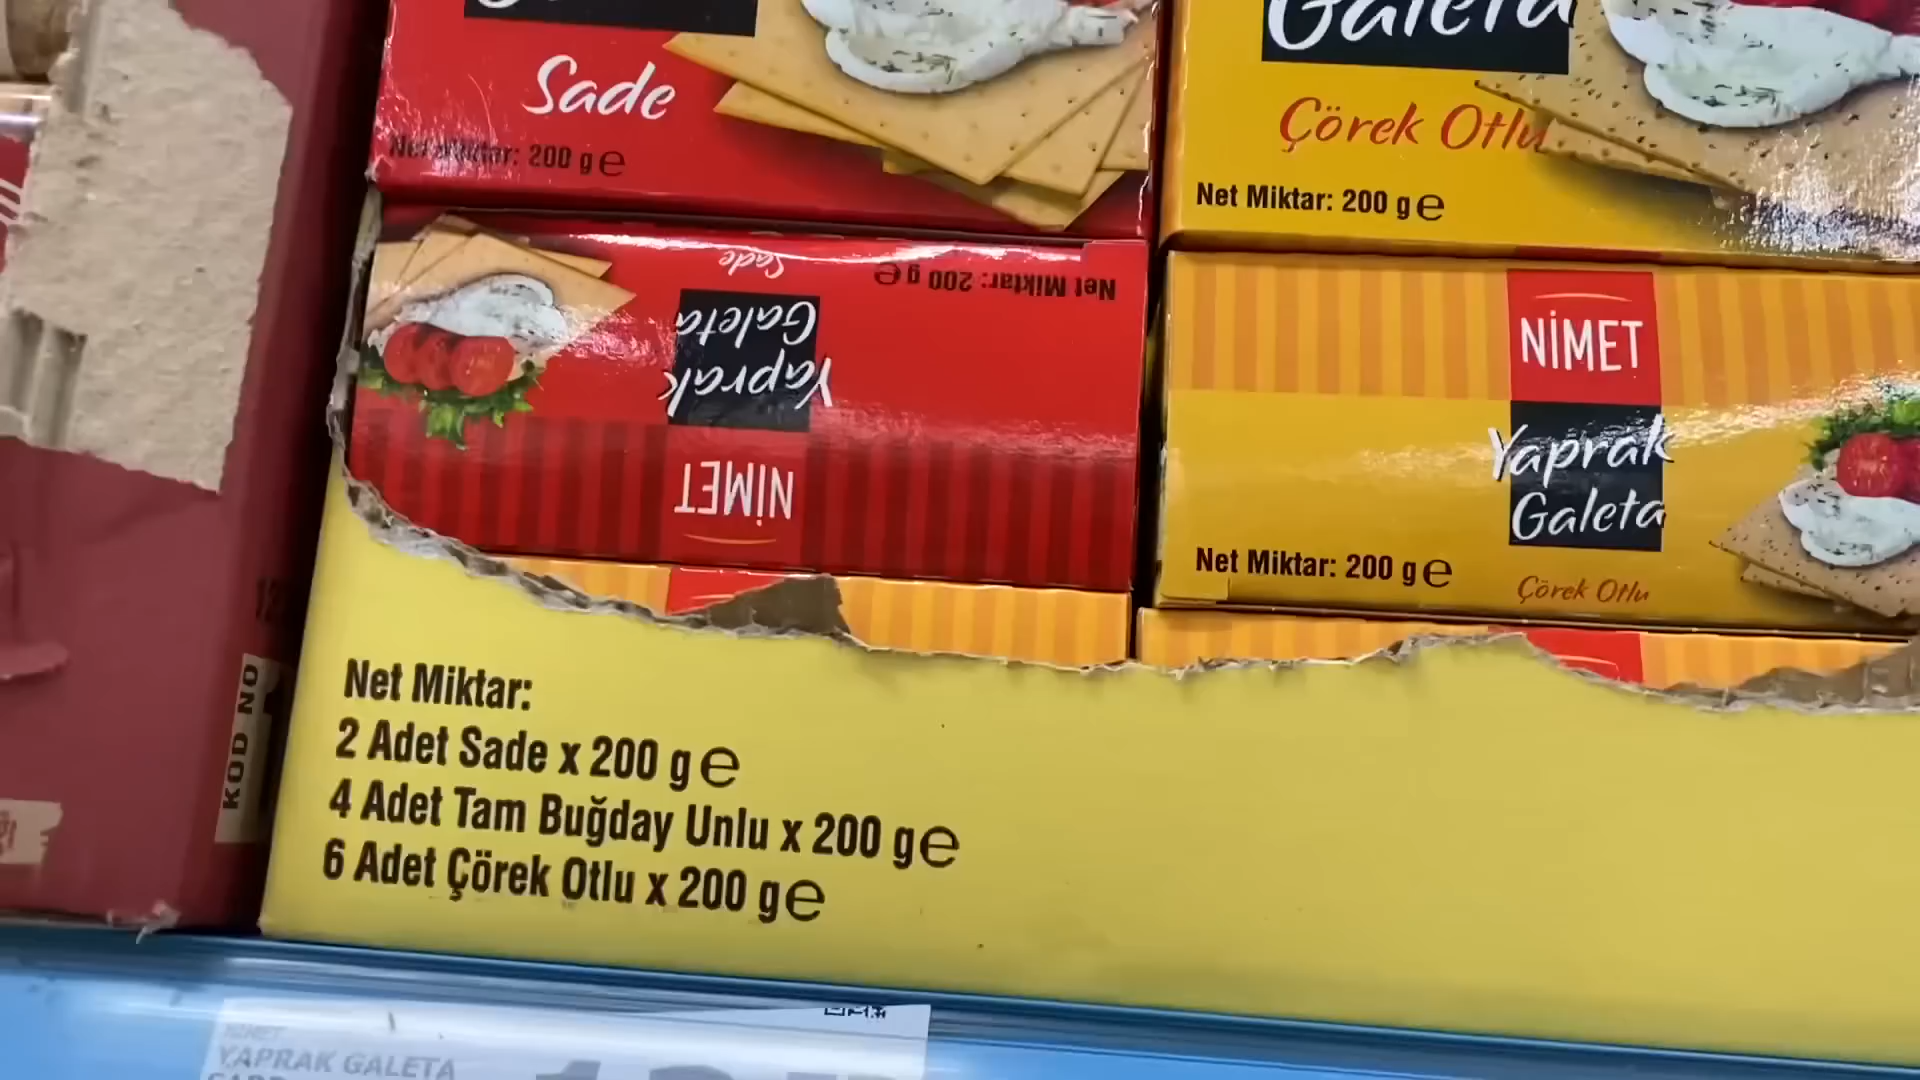 Sade
Net Miktar: 200 g ℮
Galeta
Çörek Otlu
Net Miktar: 200 g ℮
NİMET
Yaprak
Galeta
Sade
Net Miktar: 200 g ℮
NİMET
Yaprak
Galeta
Net Miktar: 200 g ℮
Çörek Otlu
Net Miktar:
2 Adet Sade x 200 g ℮
4 Adet Tam Buğday Unlu x 200 g ℮
6 Adet Çörek Otlu x 200 g ℮
KOD NO
NİMET
YAPRAK GALETA